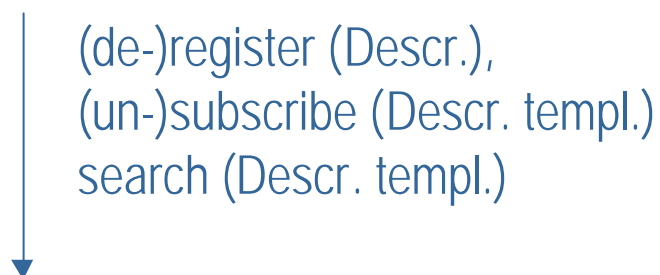 (de-)register (Descr.),
(un-)subscribe (Descr. templ.)
search (Descr. templ.)